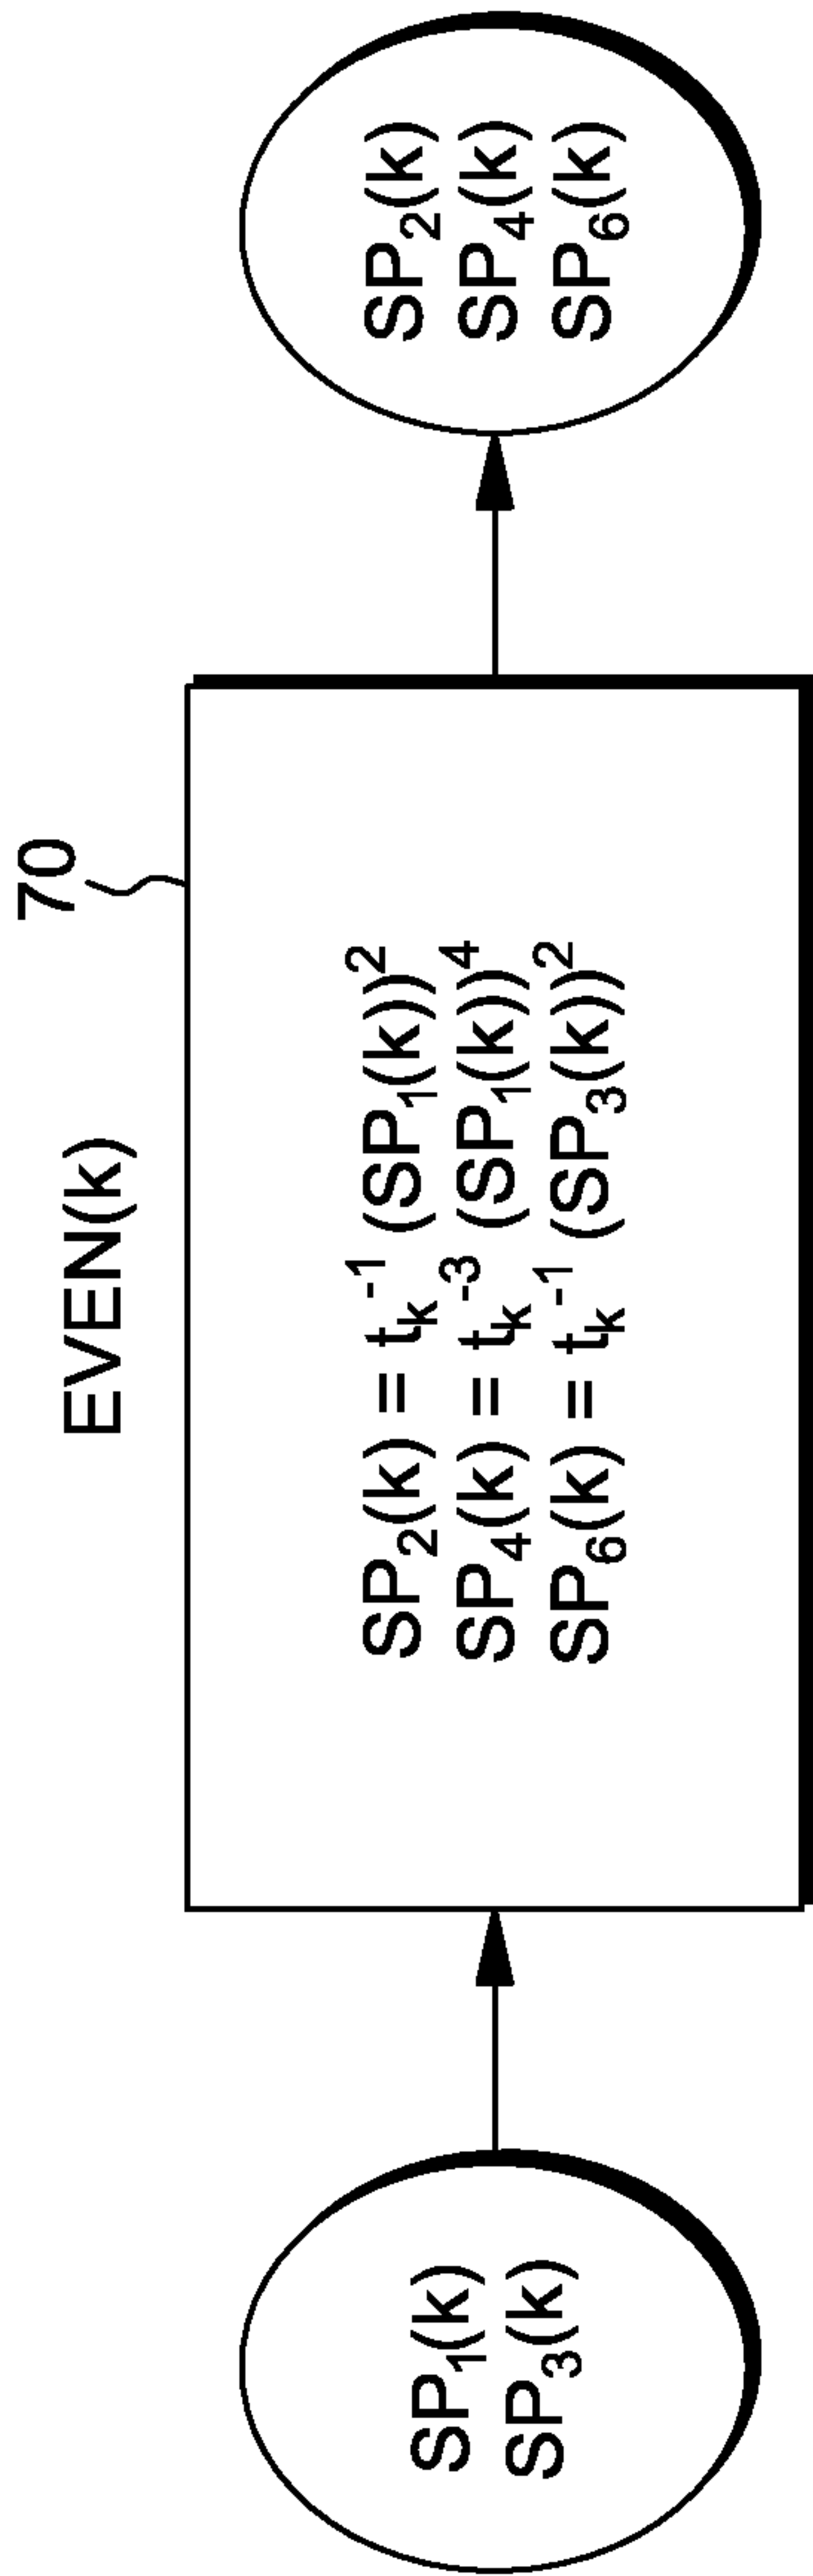 EVEN(k)
70
SP₁(k)
SP₃(k)
SP₂(k) = tₖ⁻¹ (SP₁(k))²
SP₄(k) = tₖ⁻³ (SP₁(k))⁴
SP₆(k) = tₖ⁻¹ (SP₃(k))²
SP₂(k)
SP₄(k)
SP₆(k)